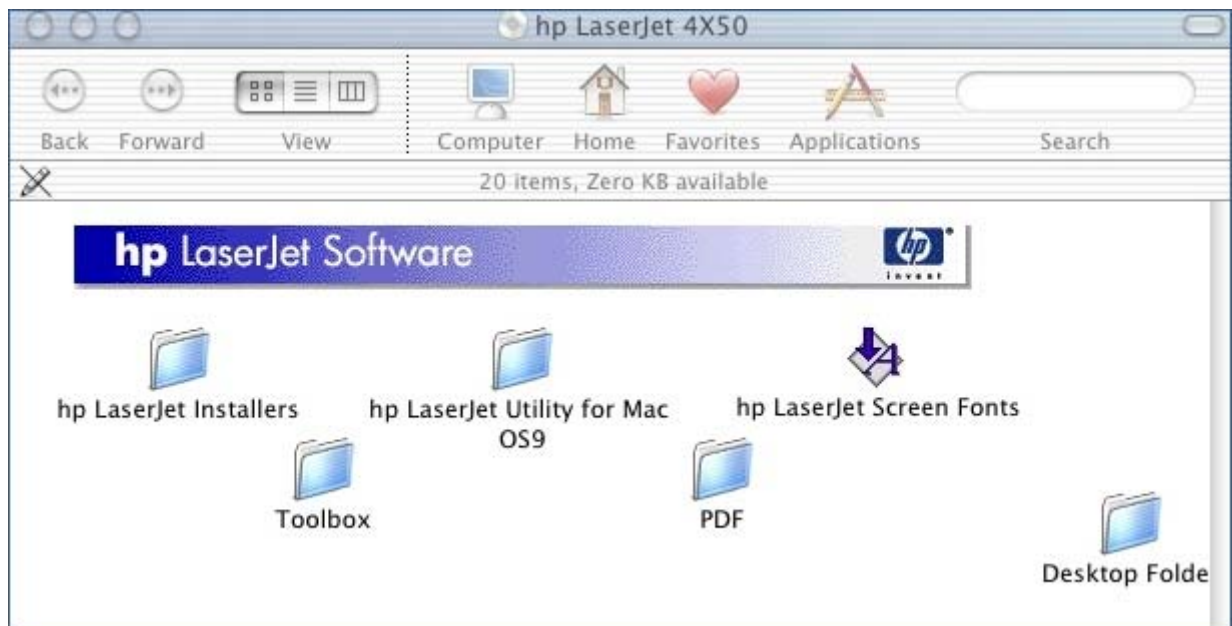 hp LaserJet 4X50
Back Forward View Computer Home Favorites Applications Search
20 items, Zero KB available
hp LaserJet Software
hp
invent
hp LaserJet Installers
hp LaserJet Utility for Mac
OS9
hp LaserJet Screen Fonts
Toolbox
PDF
Desktop Folde